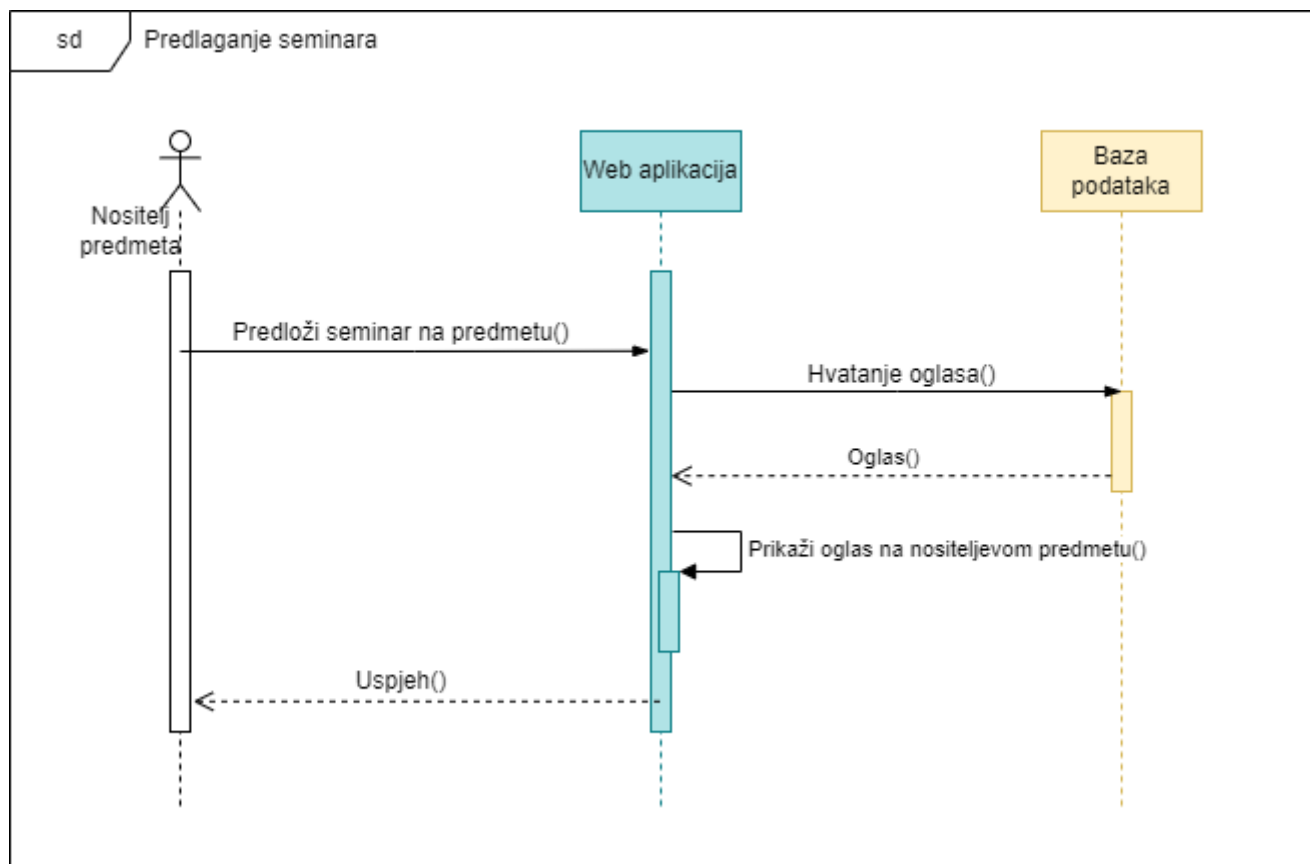 sd
Predlaganje seminara
Nositelj
predmeta
Web aplikacija
Baza
podataka
Predloži seminar na predmetu()
Hvatanje oglasa()
Oglas()
Prikaži oglas na nositeljevom predmetu()
Uspjeh()